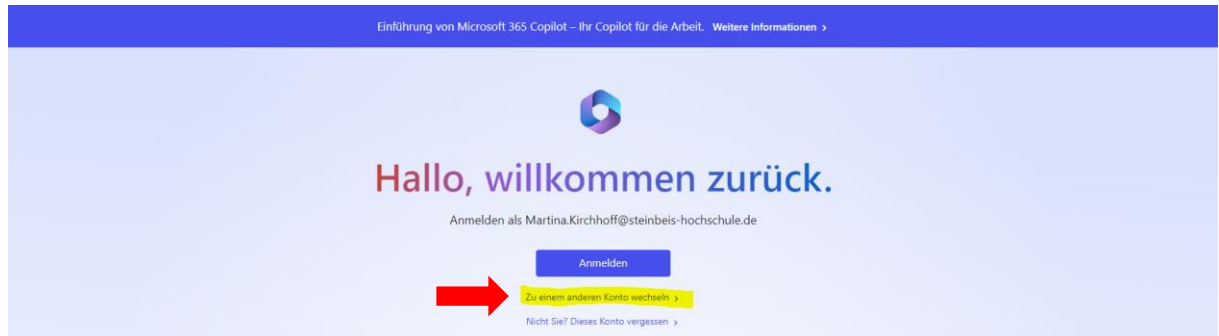 Einführung von Microsoft 365 Copilot – Ihr Copilot für die Arbeit. Weitere Informationen >
Hallo, willkommen zurück.
Anmelden als Martina.Kirchhoff@steinbeis-hochschule.de
Anmelden
Zu einem anderen Konto wechseln >
Nicht Sie? Dieses Konto vergessen >